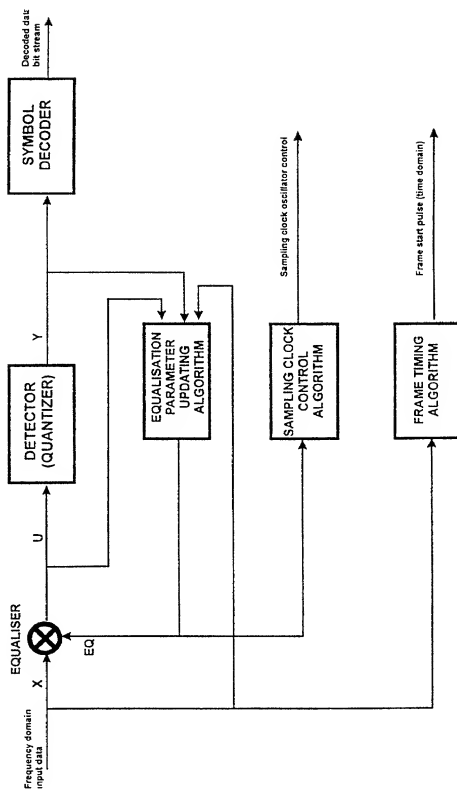 Frequency domain
input data
X
EQUALISER
EQ
U
DETECTOR
(QUANTIZER)
Y
SYMBOL
DECODER
Decoded data
bit stream
EQUALISATION
PARAMETER
UPDATING
ALGORITHM
SAMPLING CLOCK
CONTROL
ALGORITHM
Sampling clock oscillator control
FRAME TIMING
ALGORITHM
Frame start pulse (time domain)